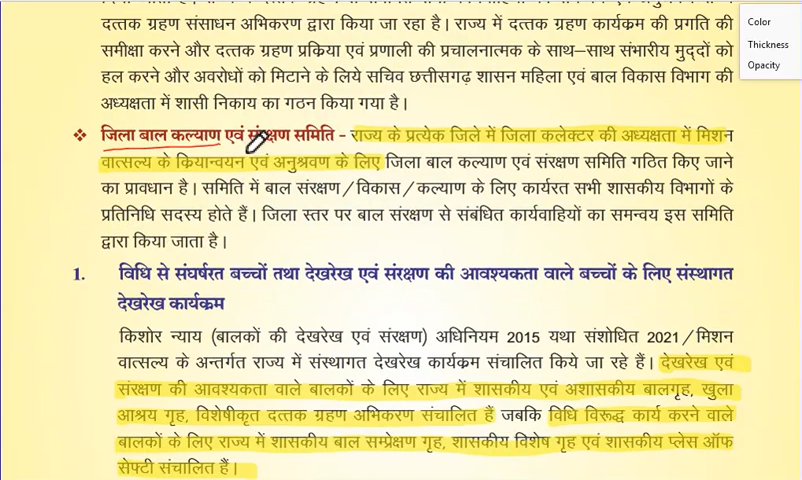 दत्तक ग्रहण संसाधन अभिकरण द्वारा किया जा रहा है। राज्य में दत्तक ग्रहण कार्यक्रम की प्रगति की
समीक्षा करने और दत्तक ग्रहण प्रक्रिया एवं प्रणाली की प्रचालनात्मक के साथ–साथ संभारीय मुद्दों को
हल करने और अवरोधों को मिटाने के लिये सचिव छत्तीसगढ़ शासन महिला एवं बाल विकास विभाग की
अध्यक्षता में शासी निकाय का गठन किया गया है।
❖ जिला बाल कल्याण एवं संरक्षण समिति – राज्य के प्रत्येक जिले में जिला कलेक्टर की अध्यक्षता में मिशन
वात्सल्य के क्रियान्वयन एवं अनुश्रवण के लिए जिला बाल कल्याण एवं संरक्षण समिति गठित किए जाने
का प्रावधान है। समिति में बाल संरक्षण/विकास/कल्याण के लिए कार्यरत सभी शासकीय विभागों के
प्रतिनिधि सदस्य होते हैं। जिला स्तर पर बाल संरक्षण से संबंधित कार्यवाहियों का समन्वय इस समिति
द्वारा किया जाता है।
1. विधि से संघर्षरत बच्चों तथा देखरेख एवं संरक्षण की आवश्यकता वाले बच्चों के लिए संस्थागत
देखरेख कार्यक्रम
किशोर न्याय (बालकों की देखरेख एवं संरक्षण) अधिनियम 2015 यथा संशोधित 2021/मिशन
वात्सल्य के अन्तर्गत राज्य में संस्थागत देखरेख कार्यक्रम संचालित किये जा रहे हैं। देखरेख एवं
संरक्षण की आवश्यकता वाले बालकों के लिए राज्य में शासकीय एवं अशासकीय बालगृह, खुला
आश्रय गृह, विशेषीकृत दत्तक ग्रहण अभिकरण संचालित हैं जबकि विधि विरूद्ध कार्य करने वाले
बालकों के लिए राज्य में शासकीय बाल सम्प्रेक्षण गृह, शासकीय विशेष गृह एवं शासकीय प्लेस ऑफ
सेफ्टी संचालित हैं।
Color
Thickness
Opacity